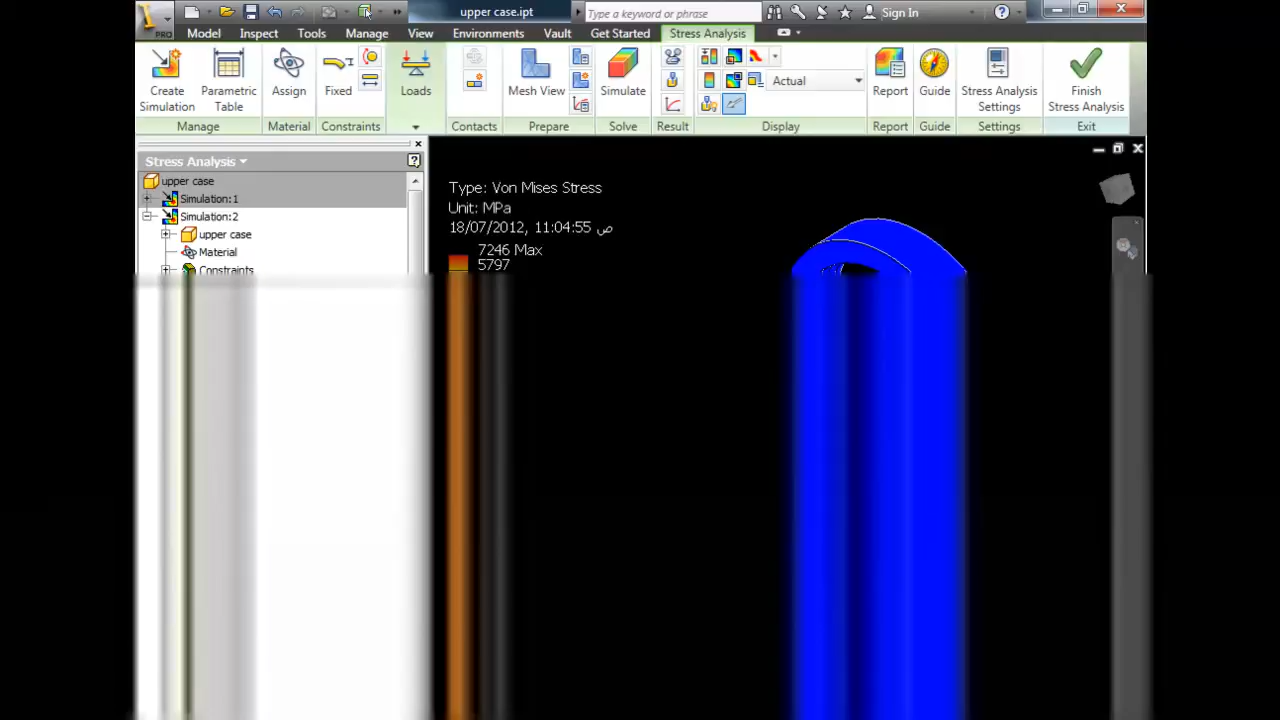 upper case.ipt
Type a keyword or phrase
Sign In
PRO
Model
Inspect
Tools
Manage
View
Environments
Vault
Get Started
Stress Analysis
Create Simulation
Parametric Table
Assign
Fixed
Loads
Mesh View
Simulate
Actual
Report
Guide
Stress Analysis Settings
Finish Stress Analysis
Manage
Material
Constraints
Contacts
Prepare
Solve
Result
Display
Report
Guide
Settings
Exit
Stress Analysis
upper case
Simulation:1
Simulation:2
upper case
Material
Constraints
Type: Von Mises Stress
Unit: MPa
18/07/2012, 11:04:55 ص
7246 Max
5797